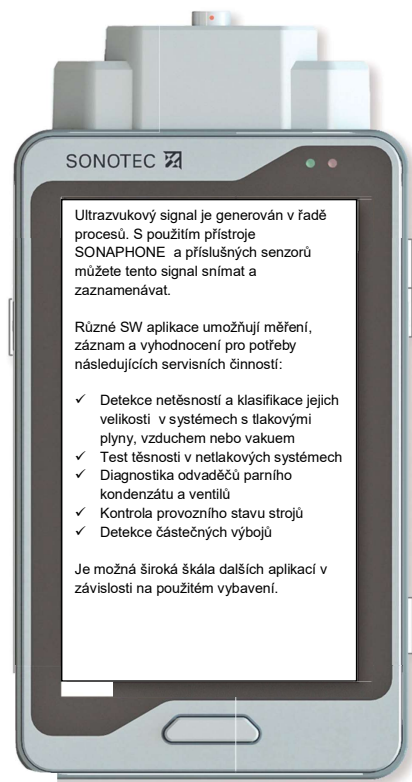 SONOTEC
Ultrazvukový signal je generován v řadě
procesů. S použitím přístroje
SONAPHONE a příslušných senzorů
můžete tento signal snímat a
zaznamenávat.
Různé SW aplikace umožňují měření,
záznam a vyhodnocení pro potřeby
následujících servisních činností:
✓ Detekce netěsností a klasifikace jejich
velikosti v systémech s tlakovými
plyny, vzduchem nebo vakuem
✓ Test těsnosti v netlakových systémech
✓ Diagnostika odvaděčů parního
kondenzátu a ventilů
✓ Kontrola provozního stavu strojů
✓ Detekce částečných výbojů
Je možná široká škála dalších aplikací v
závislosti na použitém vybavení.